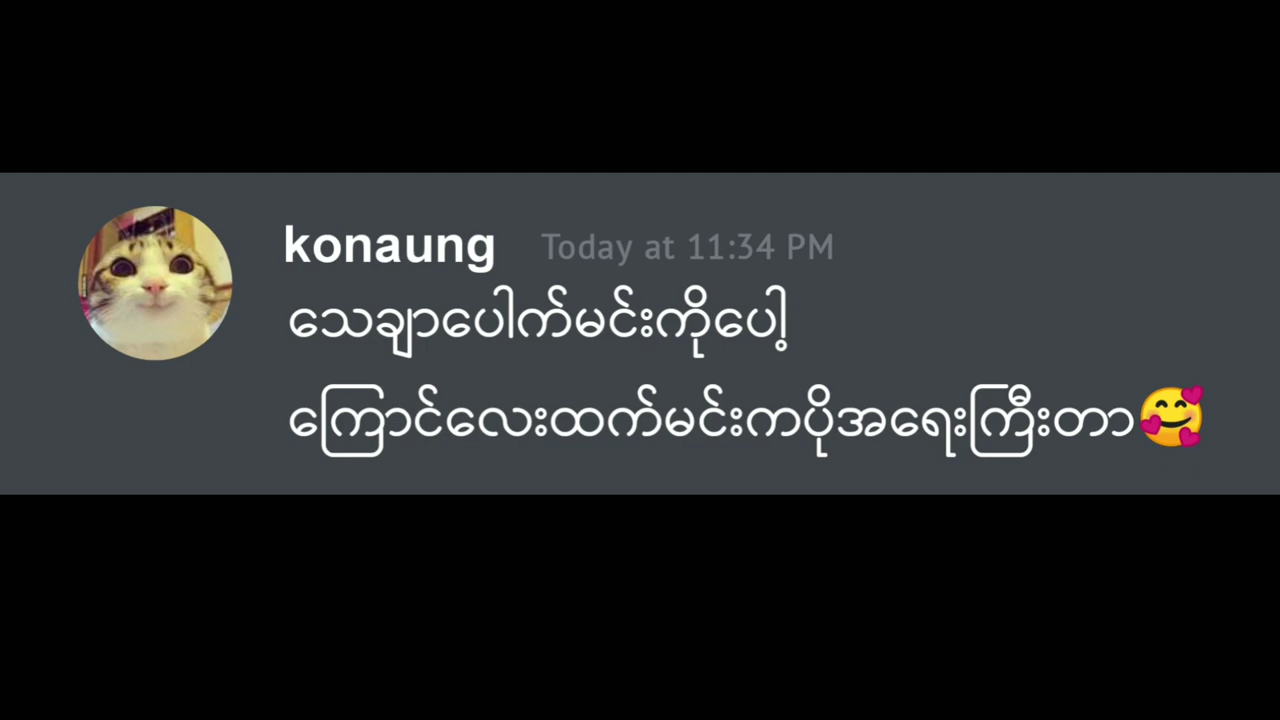 konaung Today at 11:34 PM
သေချာပေါက်မင်းကိုပေါ့
ကြောင်လေးထက်မင်းကပိုအရေးကြီးတာ🥰